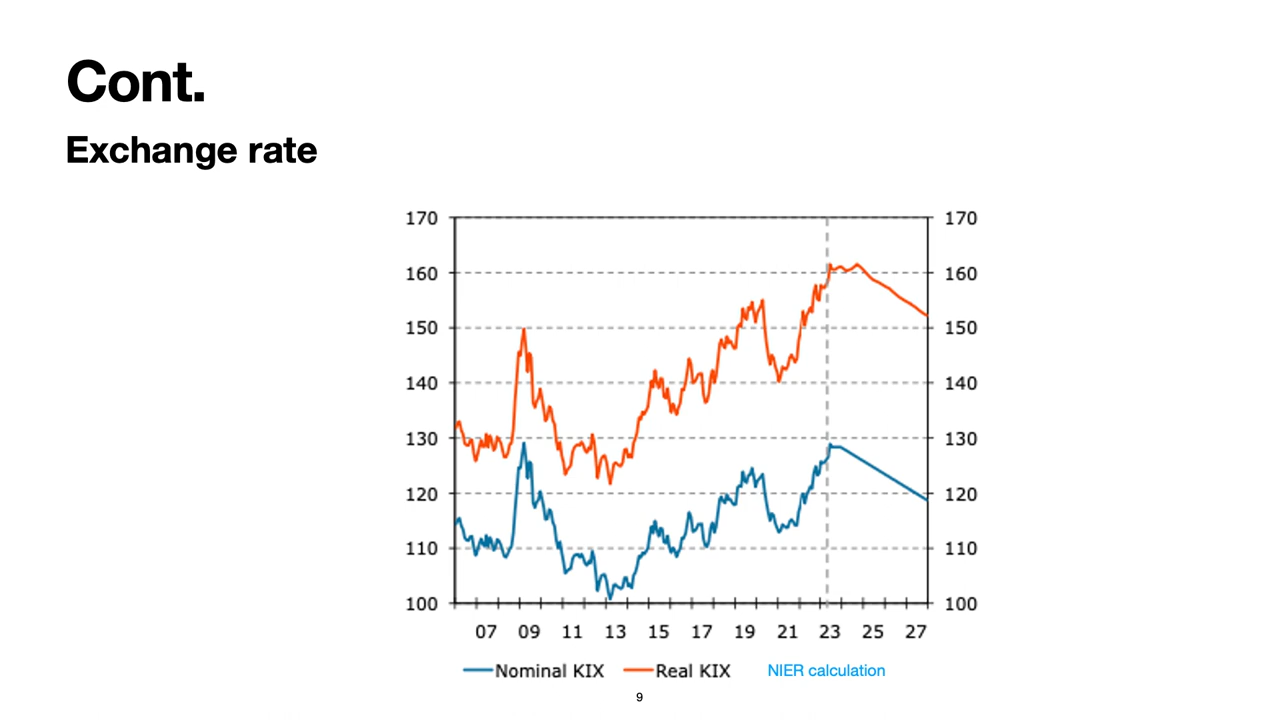 Cont.
Exchange rate
170 170
160 160
150 150
140 140
130 130
120 120
110 110
100 100
07 09 11 13 15 17 19 21 23 25 27
Nominal KIX Real KIX NIER calculation
9